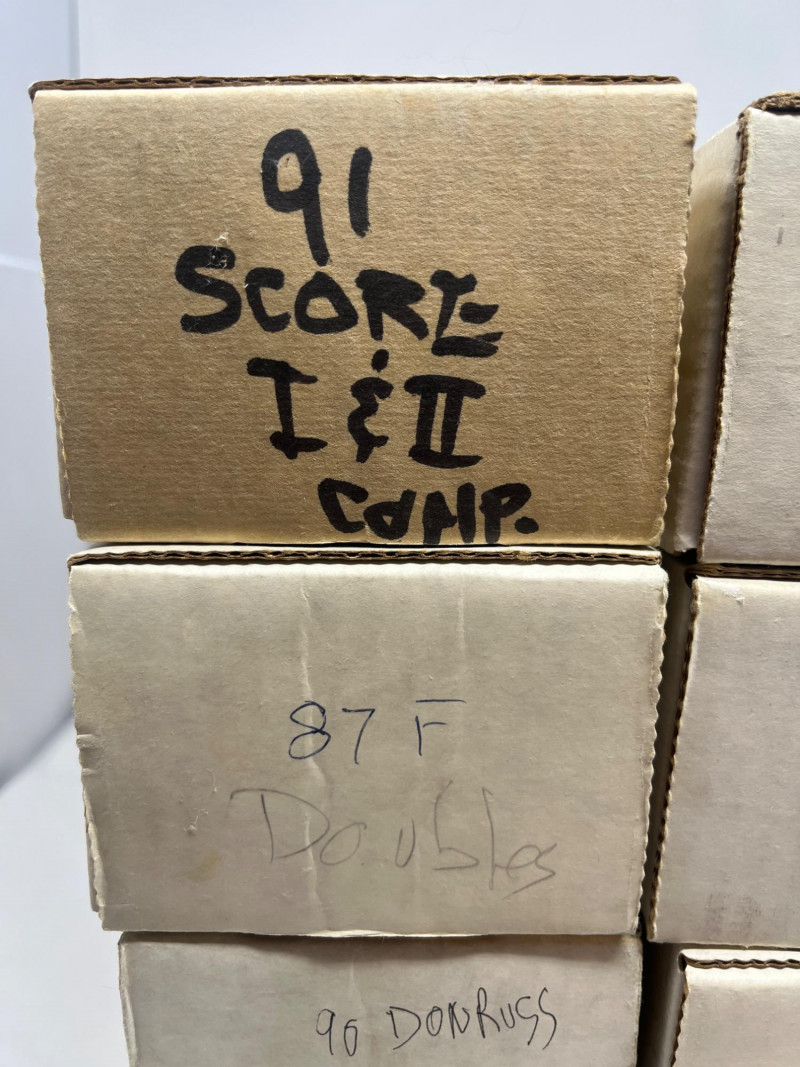 91
SCORE
I & II
COMP.
87 F
Doubles
90 DONRUSS